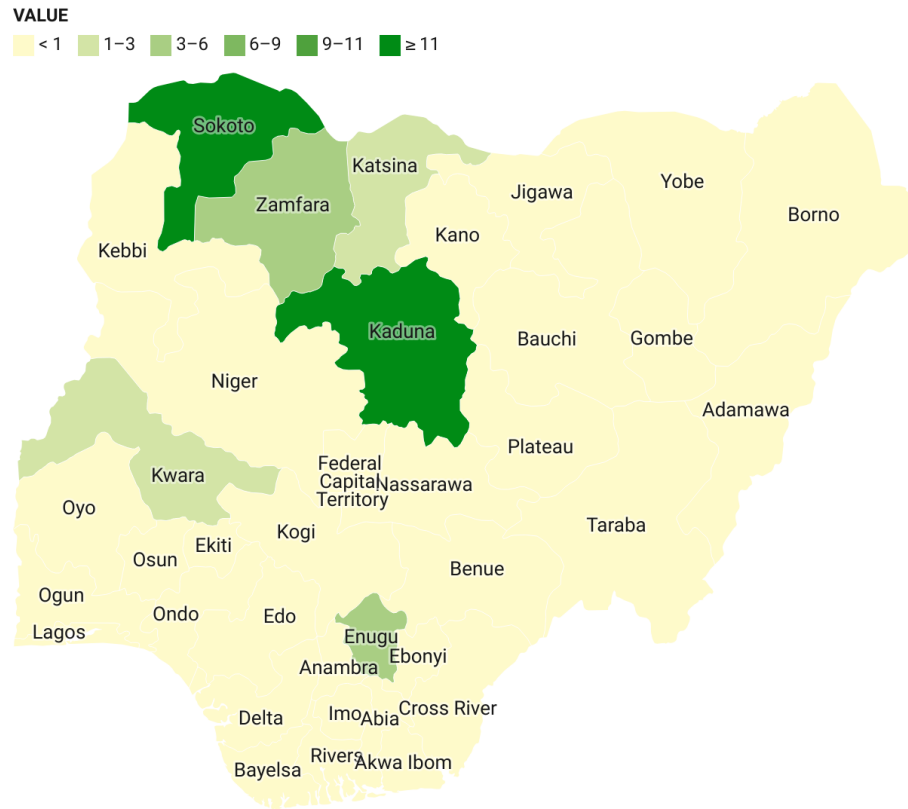 VALUE
< 1 1–3 3–6 6–9 9–11 ≥ 11
Sokoto
Katsina
Zamfara
Jigawa
Yobe
Borno
Kano
Kebbi
Kaduna
Bauchi
Gombe
Niger
Adamawa
Plateau
Federal
Capital
Territory
Nassarawa
Kwara
Oyo
Taraba
Kogi
Ekiti
Osun
Benue
Ogun
Ondo
Edo
Lagos
Enugu
Ebonyi
Anambra
Cross River
Imo
Abia
Delta
Rivers
Akwa Ibom
Bayelsa